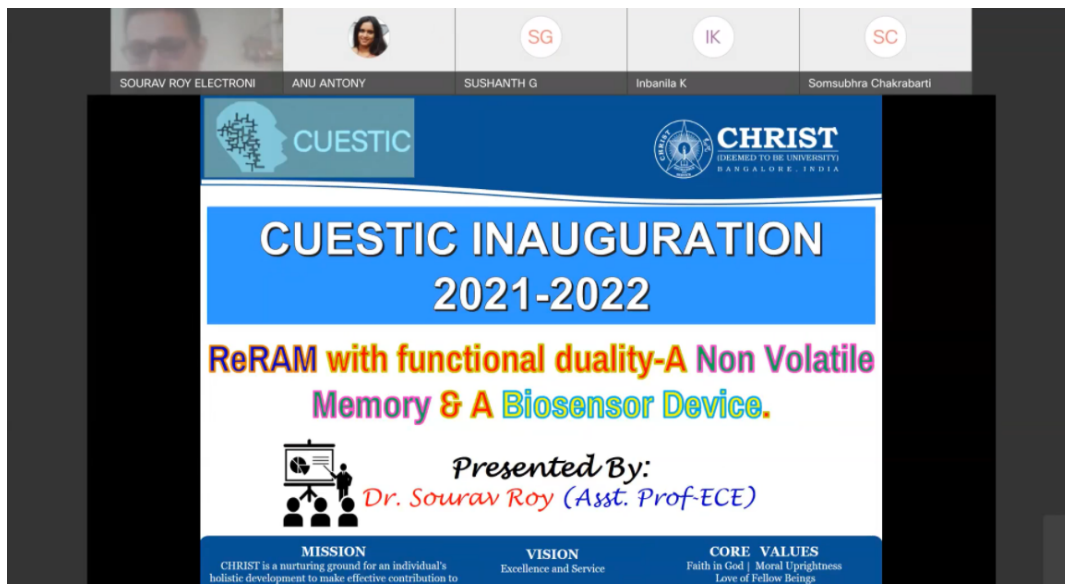 SG
IK
SC
SOURAV ROY ELECTRONI
ANU ANTONY
SUSHANTH G
Inbanila K
Somsubhra Chakrabarti
CUESTIC
CHRIST
(DEEMED TO BE UNIVERSITY)
BANGALORE, INDIA
CUESTIC INAUGURATION
2021-2022
ReRAM with functional duality-A Non Volatile
Memory & A Biosensor Device.
Presented By:
Dr. Sourav Roy (Asst. Prof-ECE)
MISSION
CHRIST is a nurturing ground for an individual's
holistic development to make effective contribution to
VISION
Excellence and Service
CORE VALUES
Faith in God | Moral Uprightness
Love of Fellow Beings